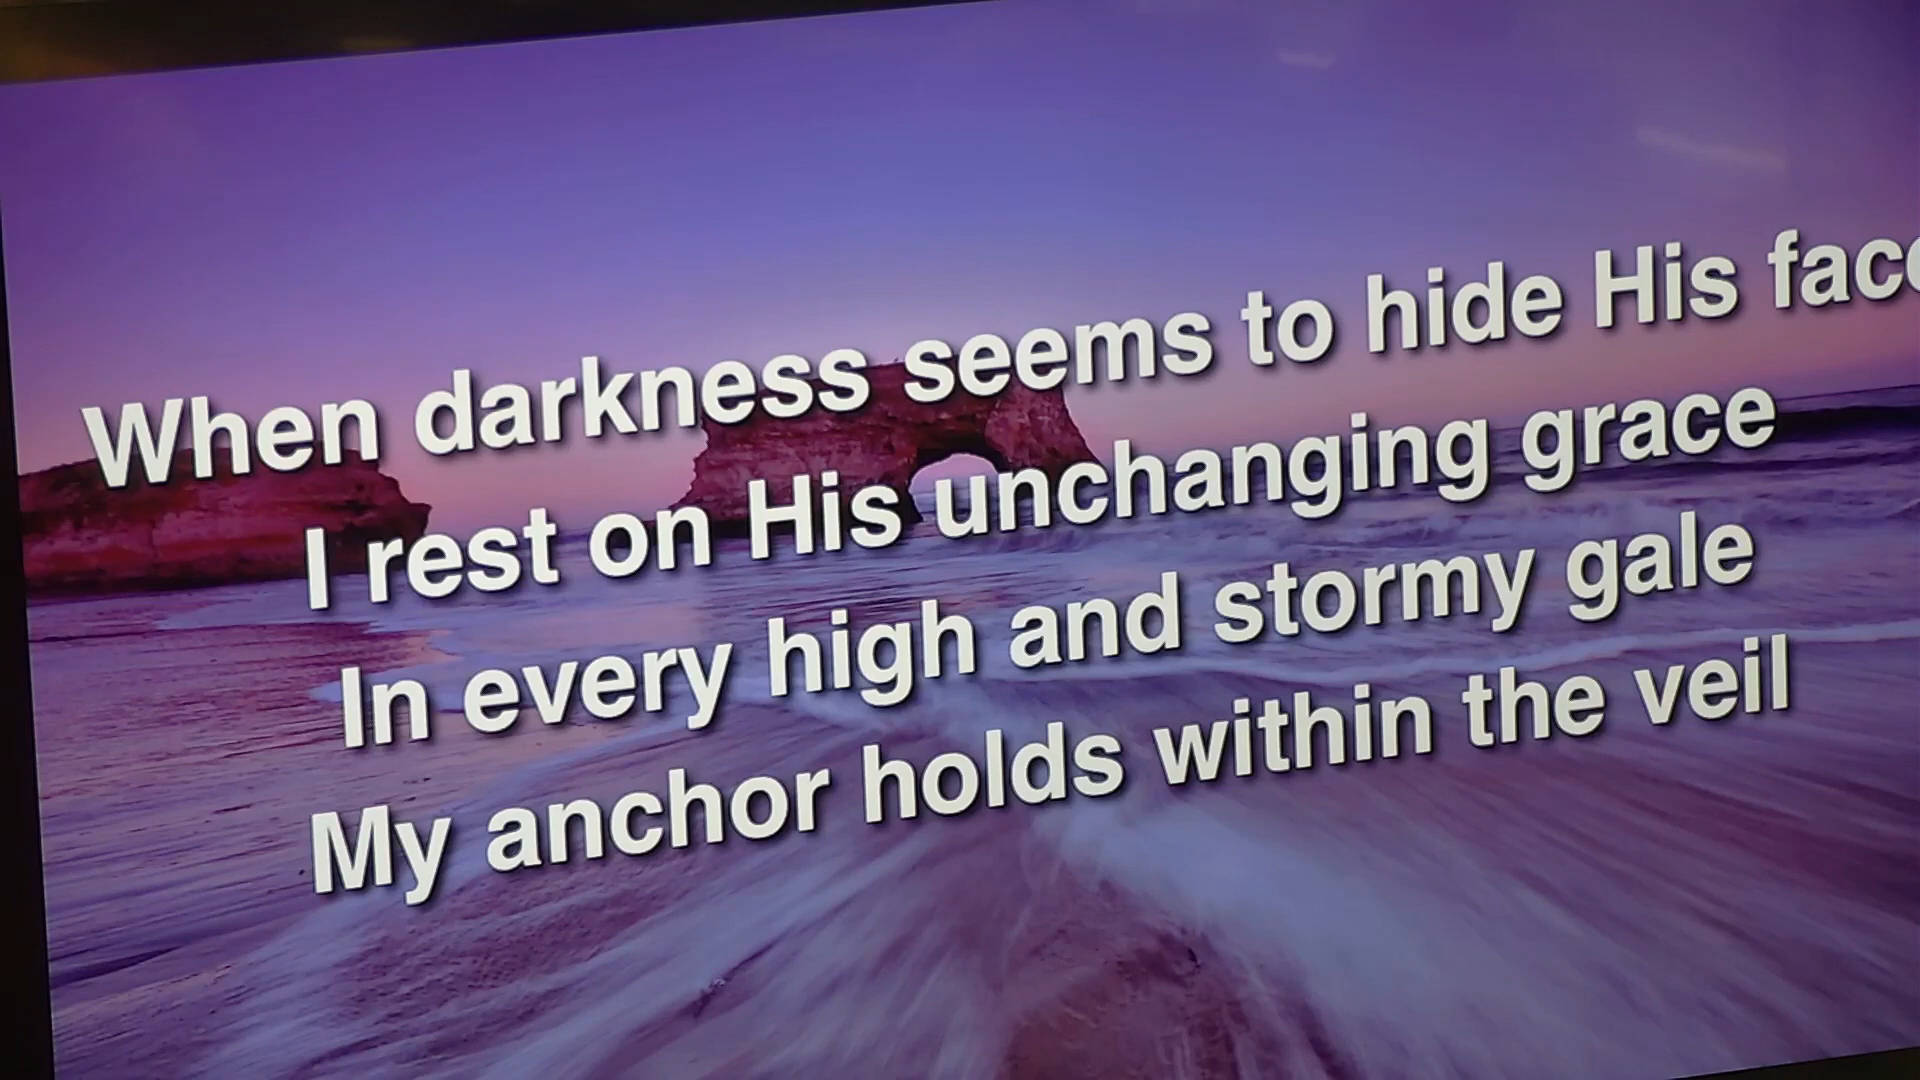 When darkness seems to hide His face
I rest on His unchanging grace
In every high and stormy gale
My anchor holds within the veil